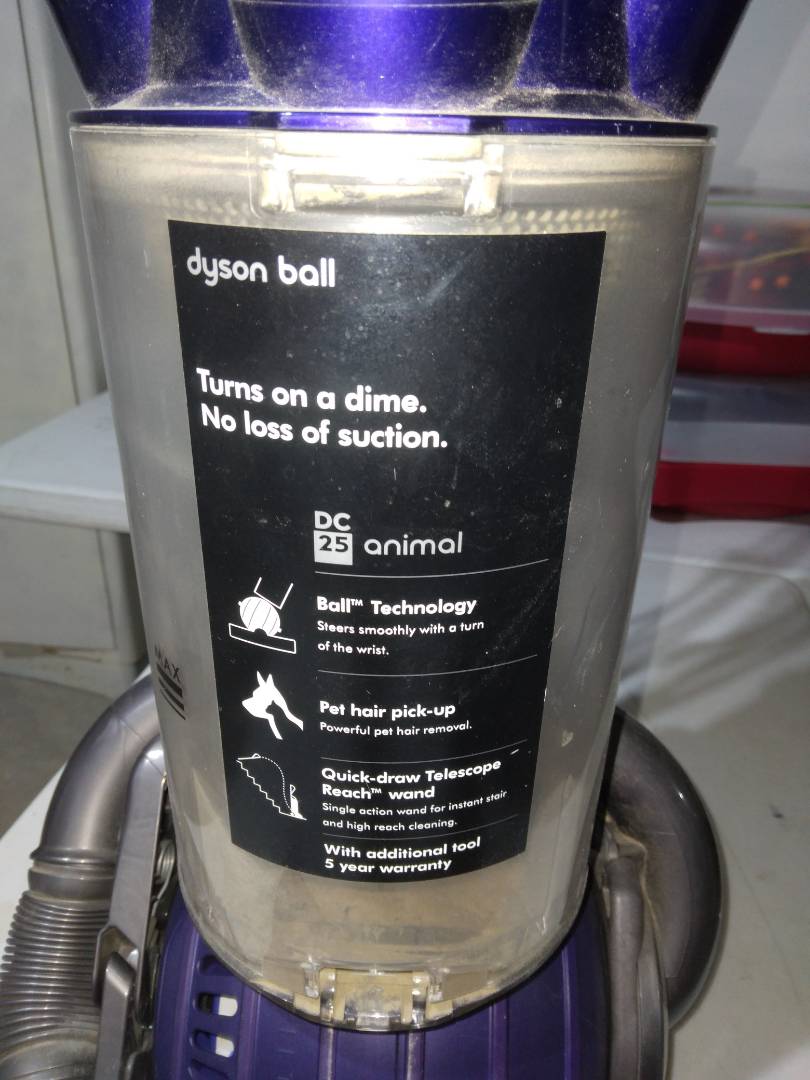 dyson ball
Turns on a dime.
No loss of suction.
DC
25 animal
Ball™ Technology
Steers smoothly with a turn
of the wrist.
MAX
Pet hair pick-up
Powerful pet hair removal.
Quick-draw Telescope
Reach™ wand
Single action wand for instant stair
and high reach cleaning.
With additional tool
5 year warranty